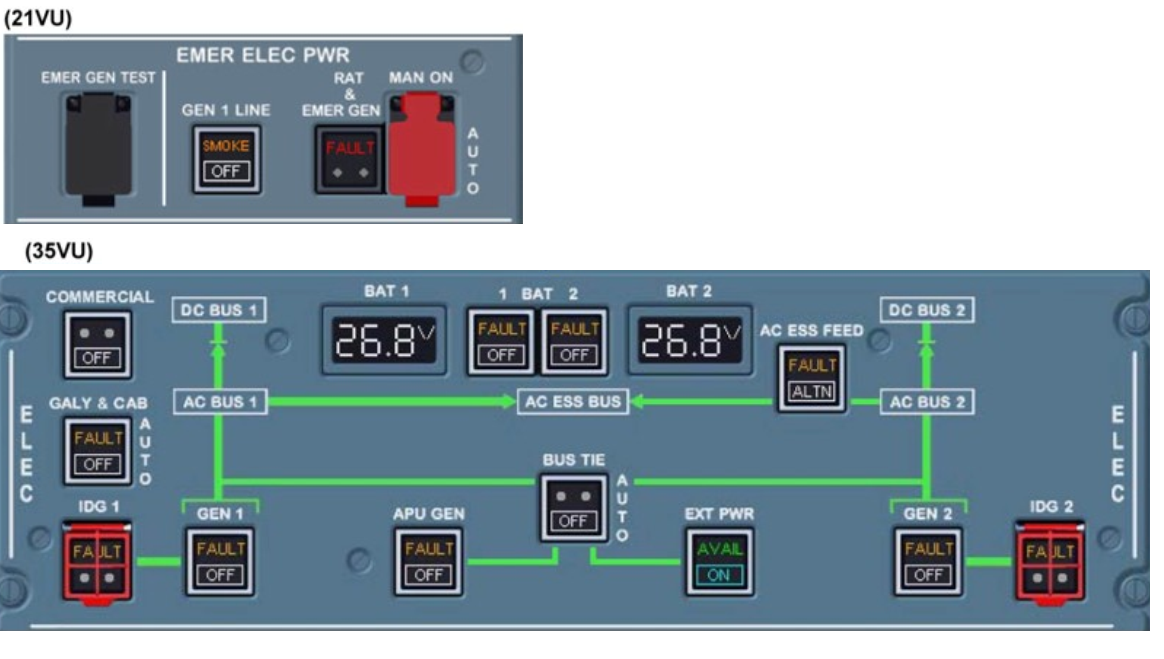 (21VU)
EMER ELEC PWR
EMER GEN TEST
GEN 1 LINE
SMOKE
OFF
RAT
&
EMER GEN
FAULT
MAN ON
AUTO
(35VU)
COMMERCIAL
OFF
DC BUS 1
BAT 1
26.8V
1 BAT 2
FAULT FAULT
OFF OFF
BAT 2
26.8V
AC ESS FEED
FAULT
ALTN
DC BUS 2
ELEC
GALY & CAB
FAULT
OFF
AUTO
AC BUS 1
AC ESS BUS
AC BUS 2
ELEC
BUS TIE
OFF
AUTO
IDG 1
FAULT
GEN 1
FAULT
OFF
APU GEN
FAULT
OFF
EXT PWR
AVAIL
ON
GEN 2
FAULT
OFF
IDG 2
FAULT